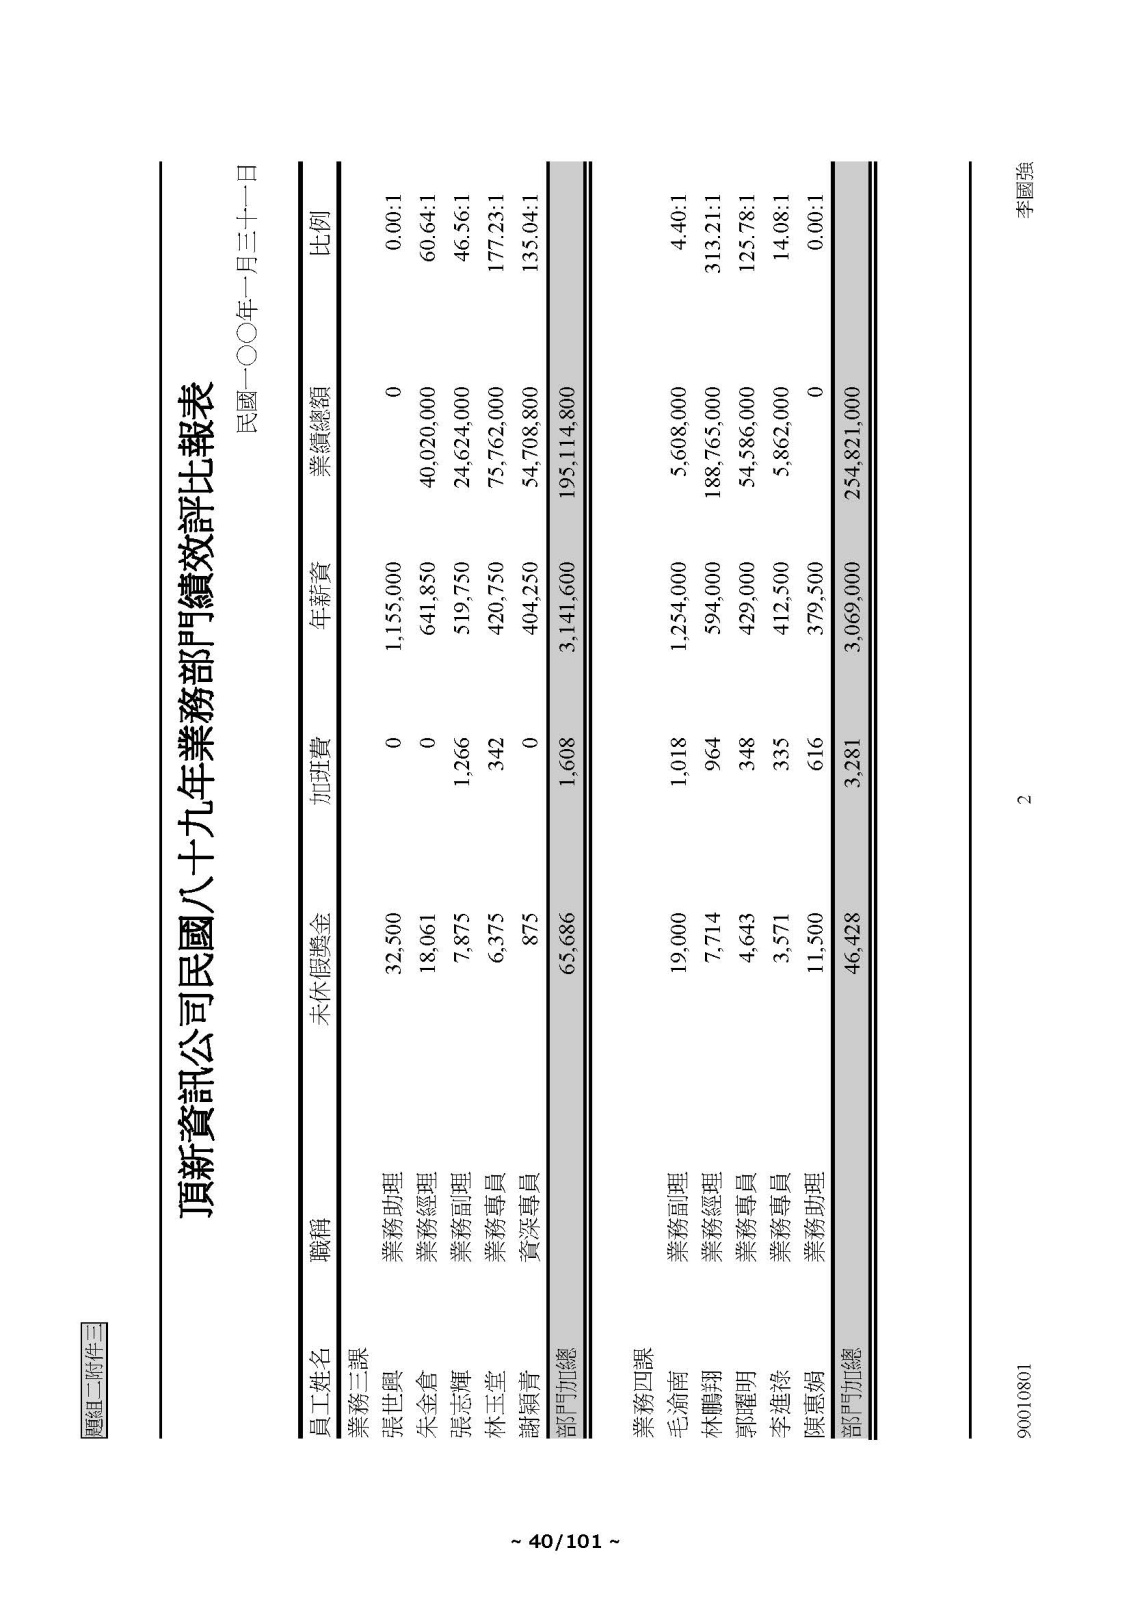 題組二附件三
頂新資訊公司民國八十九年業務部門績效評比報表
民國一○○年一月三十一日
員工姓名 職稱 未休假獎金 加班費 年薪資 業績總額 比例
業務三課
張世興 業務助理 32,500 0 1,155,000 0 0.00:1
朱金倉 業務經理 18,061 0 641,850 40,020,000 60.64:1
張志輝 業務副理 7,875 1,266 519,750 24,624,000 46.56:1
林玉堂 業務專員 6,375 342 420,750 75,762,000 177.23:1
謝穎青 資深專員 875 0 404,250 54,708,800 135.04:1
部門加總 65,686 1,608 3,141,600 195,114,800
業務四課
毛渝南 業務副理 19,000 1,018 1,254,000 5,608,000 4.40:1
林鵬翔 業務經理 7,714 964 594,000 188,765,000 313.21:1
郭曜明 業務專員 4,643 348 429,000 54,586,000 125.78:1
李進祿 業務專員 3,571 335 412,500 5,862,000 14.08:1
陳惠娟 業務助理 11,500 616 379,500 0 0.00:1
部門加總 46,428 3,281 3,069,000 254,821,000
90010801 2 李國強
~ 40/101 ~